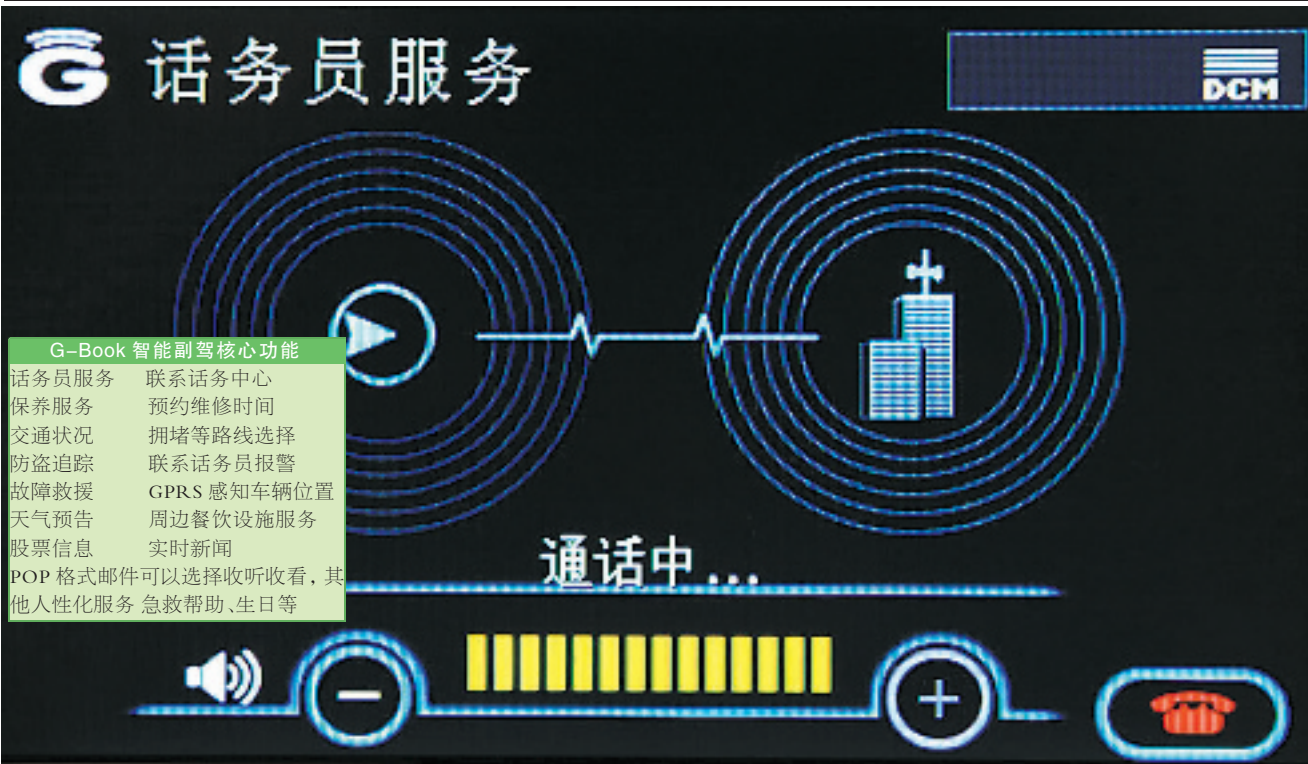 G 话务员服务
DCM
G-Book 智能副驾核心功能
话务员服务 联系话务中心
保养服务 预约维修时间
交通状况 拥堵等路线选择
防盗追踪 联系话务员报警
故障救援 GPRS 感知车辆位置
天气预告 周边餐饮设施服务
股票信息 实时新闻
POP 格式邮件可以选择收听收看，其
他人性化服务 急救帮助、生日等
通话中...